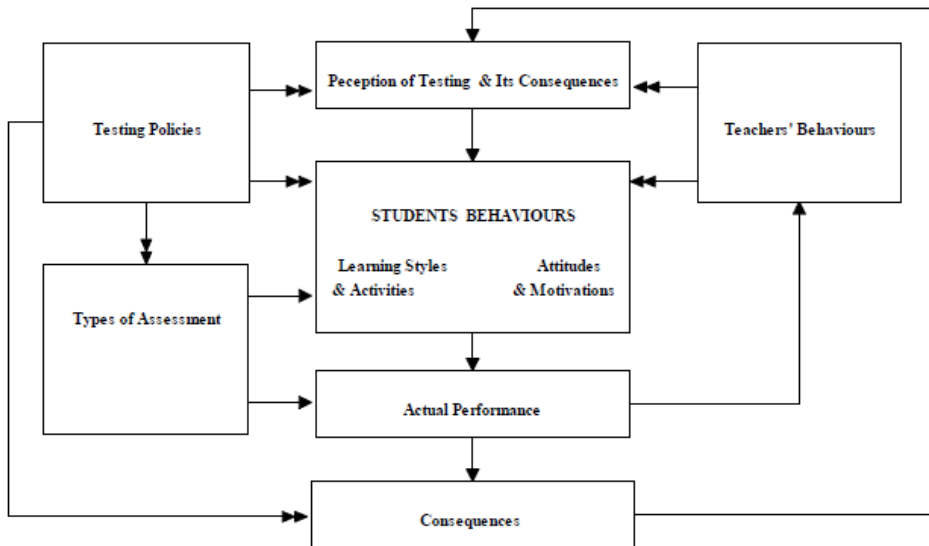 Peception of Testing & Its Consequences
Testing Policies
Teachers' Behaviours
STUDENTS BEHAVIOURS
Learning Styles
& Activities
Attitudes
& Motivations
Types of Assessment
Actual Performance
Consequences